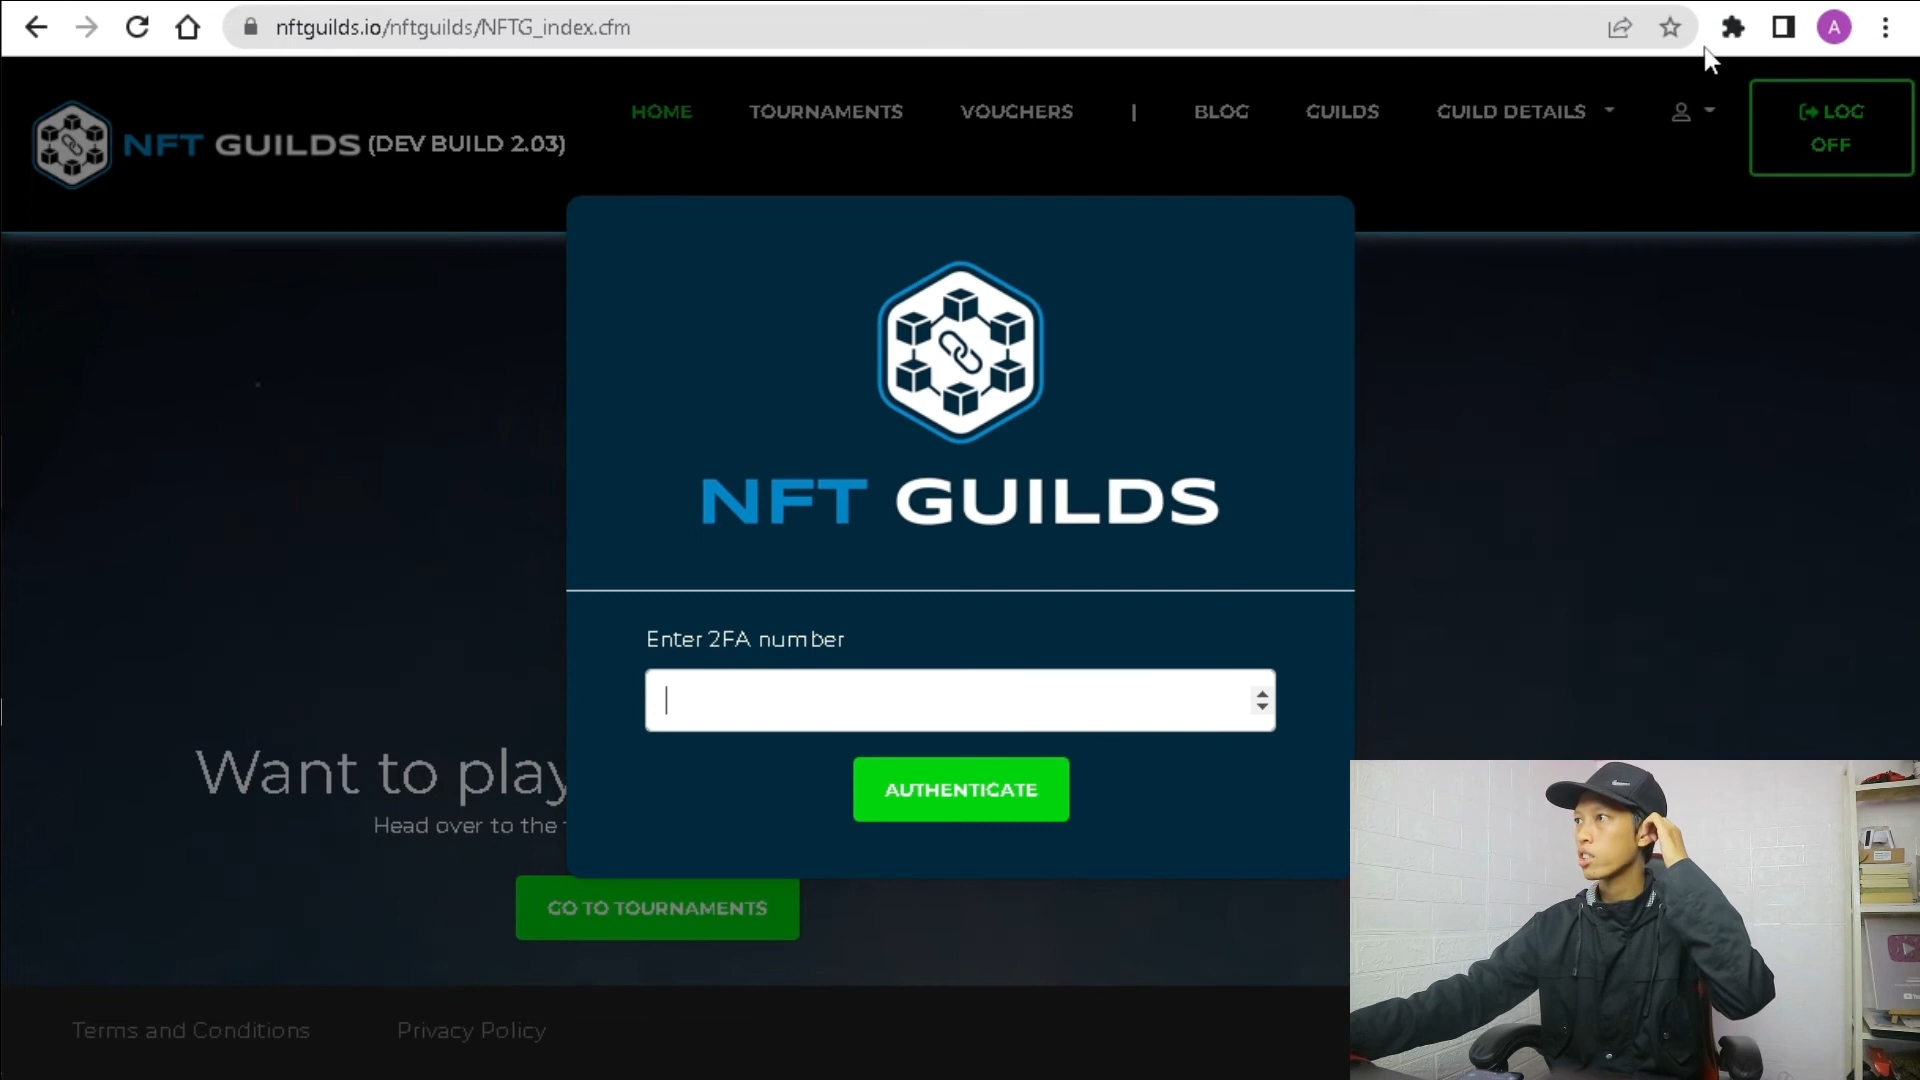 nftguilds.io/nftguilds/NFTG_index.cfm
A
NFT GUILDS (DEV BUILD 2.03)
HOME
TOURNAMENTS
VOUCHERS
|
BLOG
GUILDS
GUILD DETAILS
LOG
OFF
NFT GUILDS
Enter 2FA number
AUTHENTICATE
Want to play
Head over to the
GO TO TOURNAMENTS
Terms and Conditions
Privacy Policy